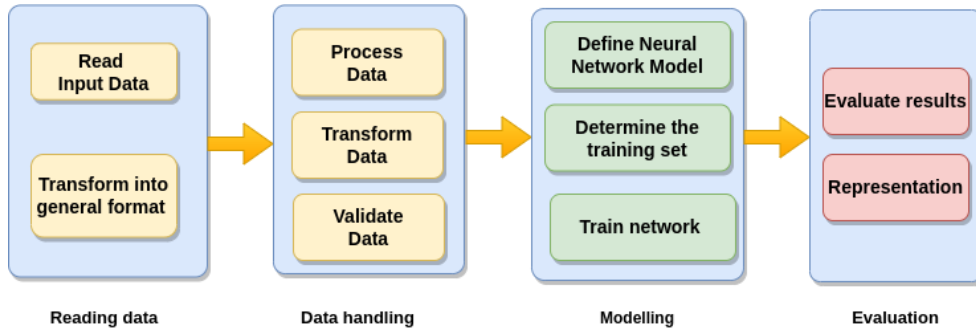 Read
Input Data
Transform into
general format
Reading data
Process
Data
Transform
Data
Validate
Data
Data handling
Define Neural
Network Model
Determine the
training set
Train network
Modelling
Evaluate results
Representation
Evaluation